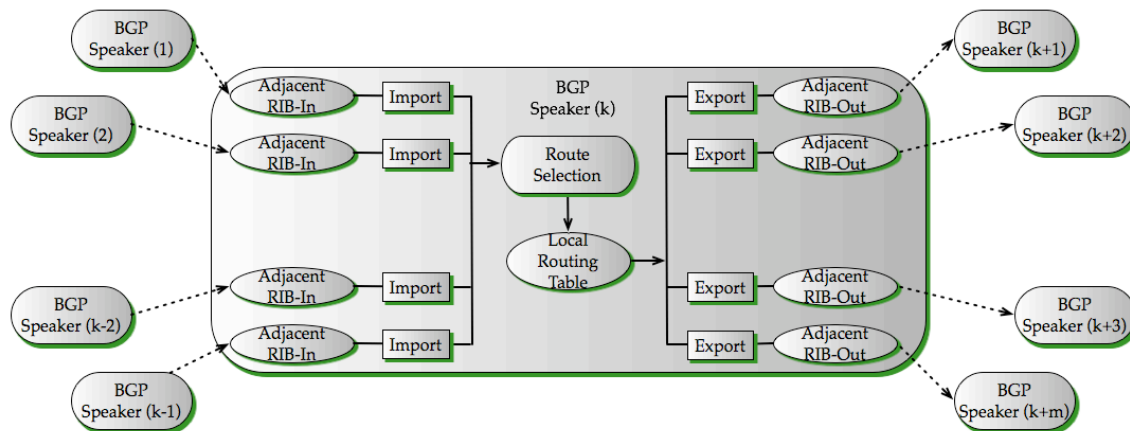 BGP
Speaker (1)
BGP
Speaker (2)
BGP
Speaker (k-2)
BGP
Speaker (k-1)
Adjacent
RIB-In
Import
Adjacent
RIB-In
Import
Adjacent
RIB-In
Import
Adjacent
RIB-In
Import
BGP
Speaker (k)
Route
Selection
Local
Routing
Table
Export
Adjacent
RIB-Out
Export
Adjacent
RIB-Out
Export
Adjacent
RIB-Out
Export
Adjacent
RIB-Out
BGP
Speaker (k+1)
BGP
Speaker (k+2)
BGP
Speaker (k+3)
BGP
Speaker (k+m)